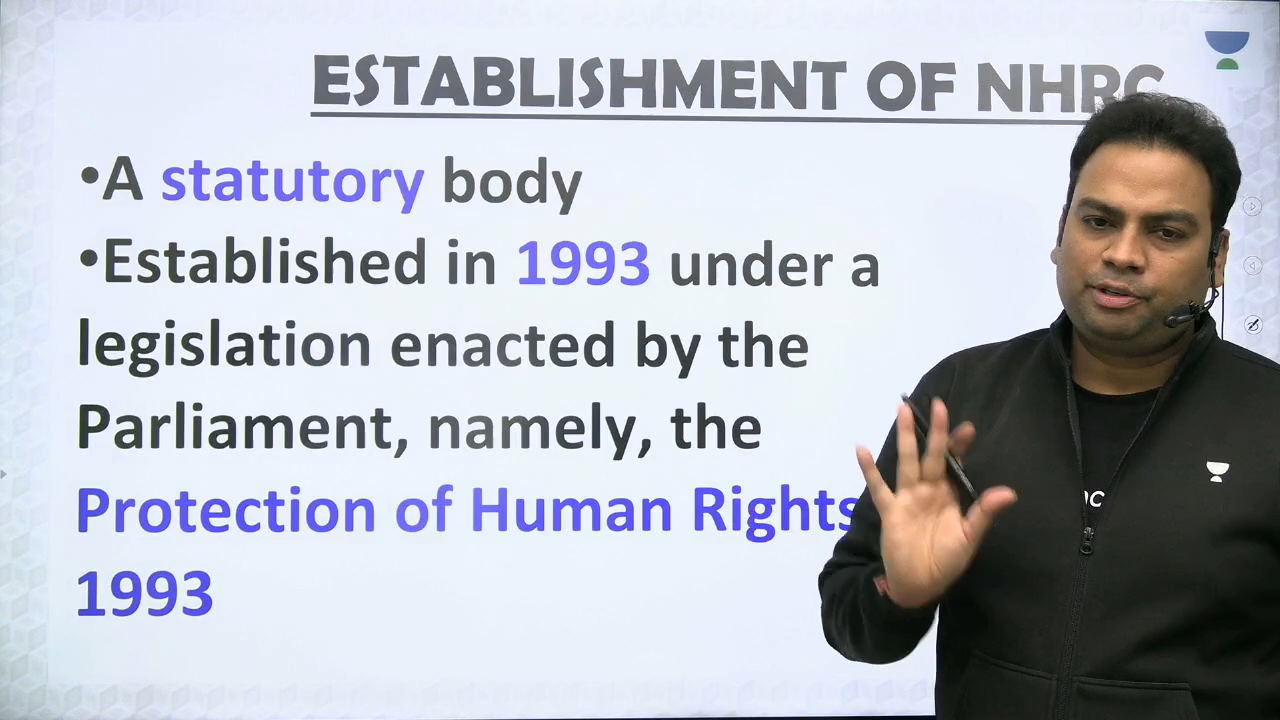 ESTABLISHMENT OF NHRC
•A statutory body
•Established in 1993 under a
legislation enacted by the
Parliament, namely, the
Protection of Human Rights
1993